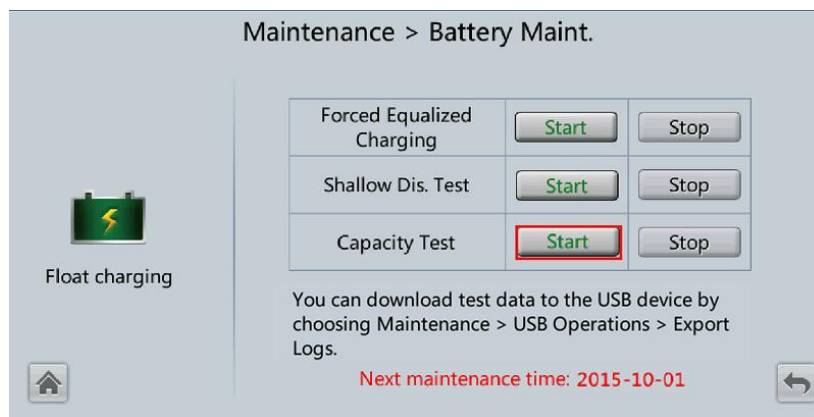 Maintenance > Battery Maint.
Forced Equalized
Charging
Start
Stop
Shallow Dis. Test
Start
Stop
Capacity Test
Start
Stop
Float charging
You can download test data to the USB device by
choosing Maintenance > USB Operations > Export
Logs.
Next maintenance time: 2015-10-01